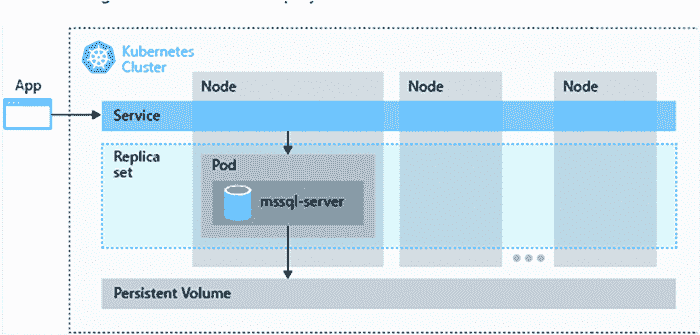 Kubernetes
Cluster
App
Node
Node
Node
Service
Replica
set
Pod
mssql-server
Persistent Volume